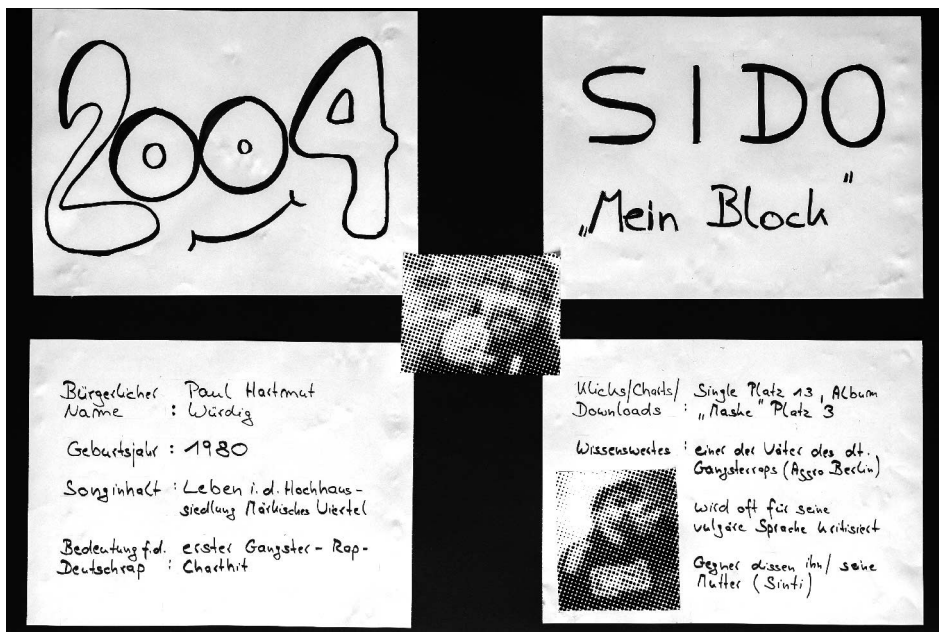 2004
SIDO
„Mein Block"
Bürgerlicher Paul Hartmut
Name : Würdig
Geburtsjahr : 1980
Songinhalt : Leben i. d. Hochhaus-
siedlung Märkisches Viertel
Bedeutung f. d. erster Gangster-Rap-
Deutschrap : Charthit
Klicks/Charts/ Single Platz 13, Album
Downloads : „Maske" Platz 3
Wissenswertes : einer der Väter des dt.
Gangsterraps (Aggro Berlin)
wird oft für seine
vulgäre Sprache kritisiert
Gegner dissen ihn/ seine
Mutter (Sinti)